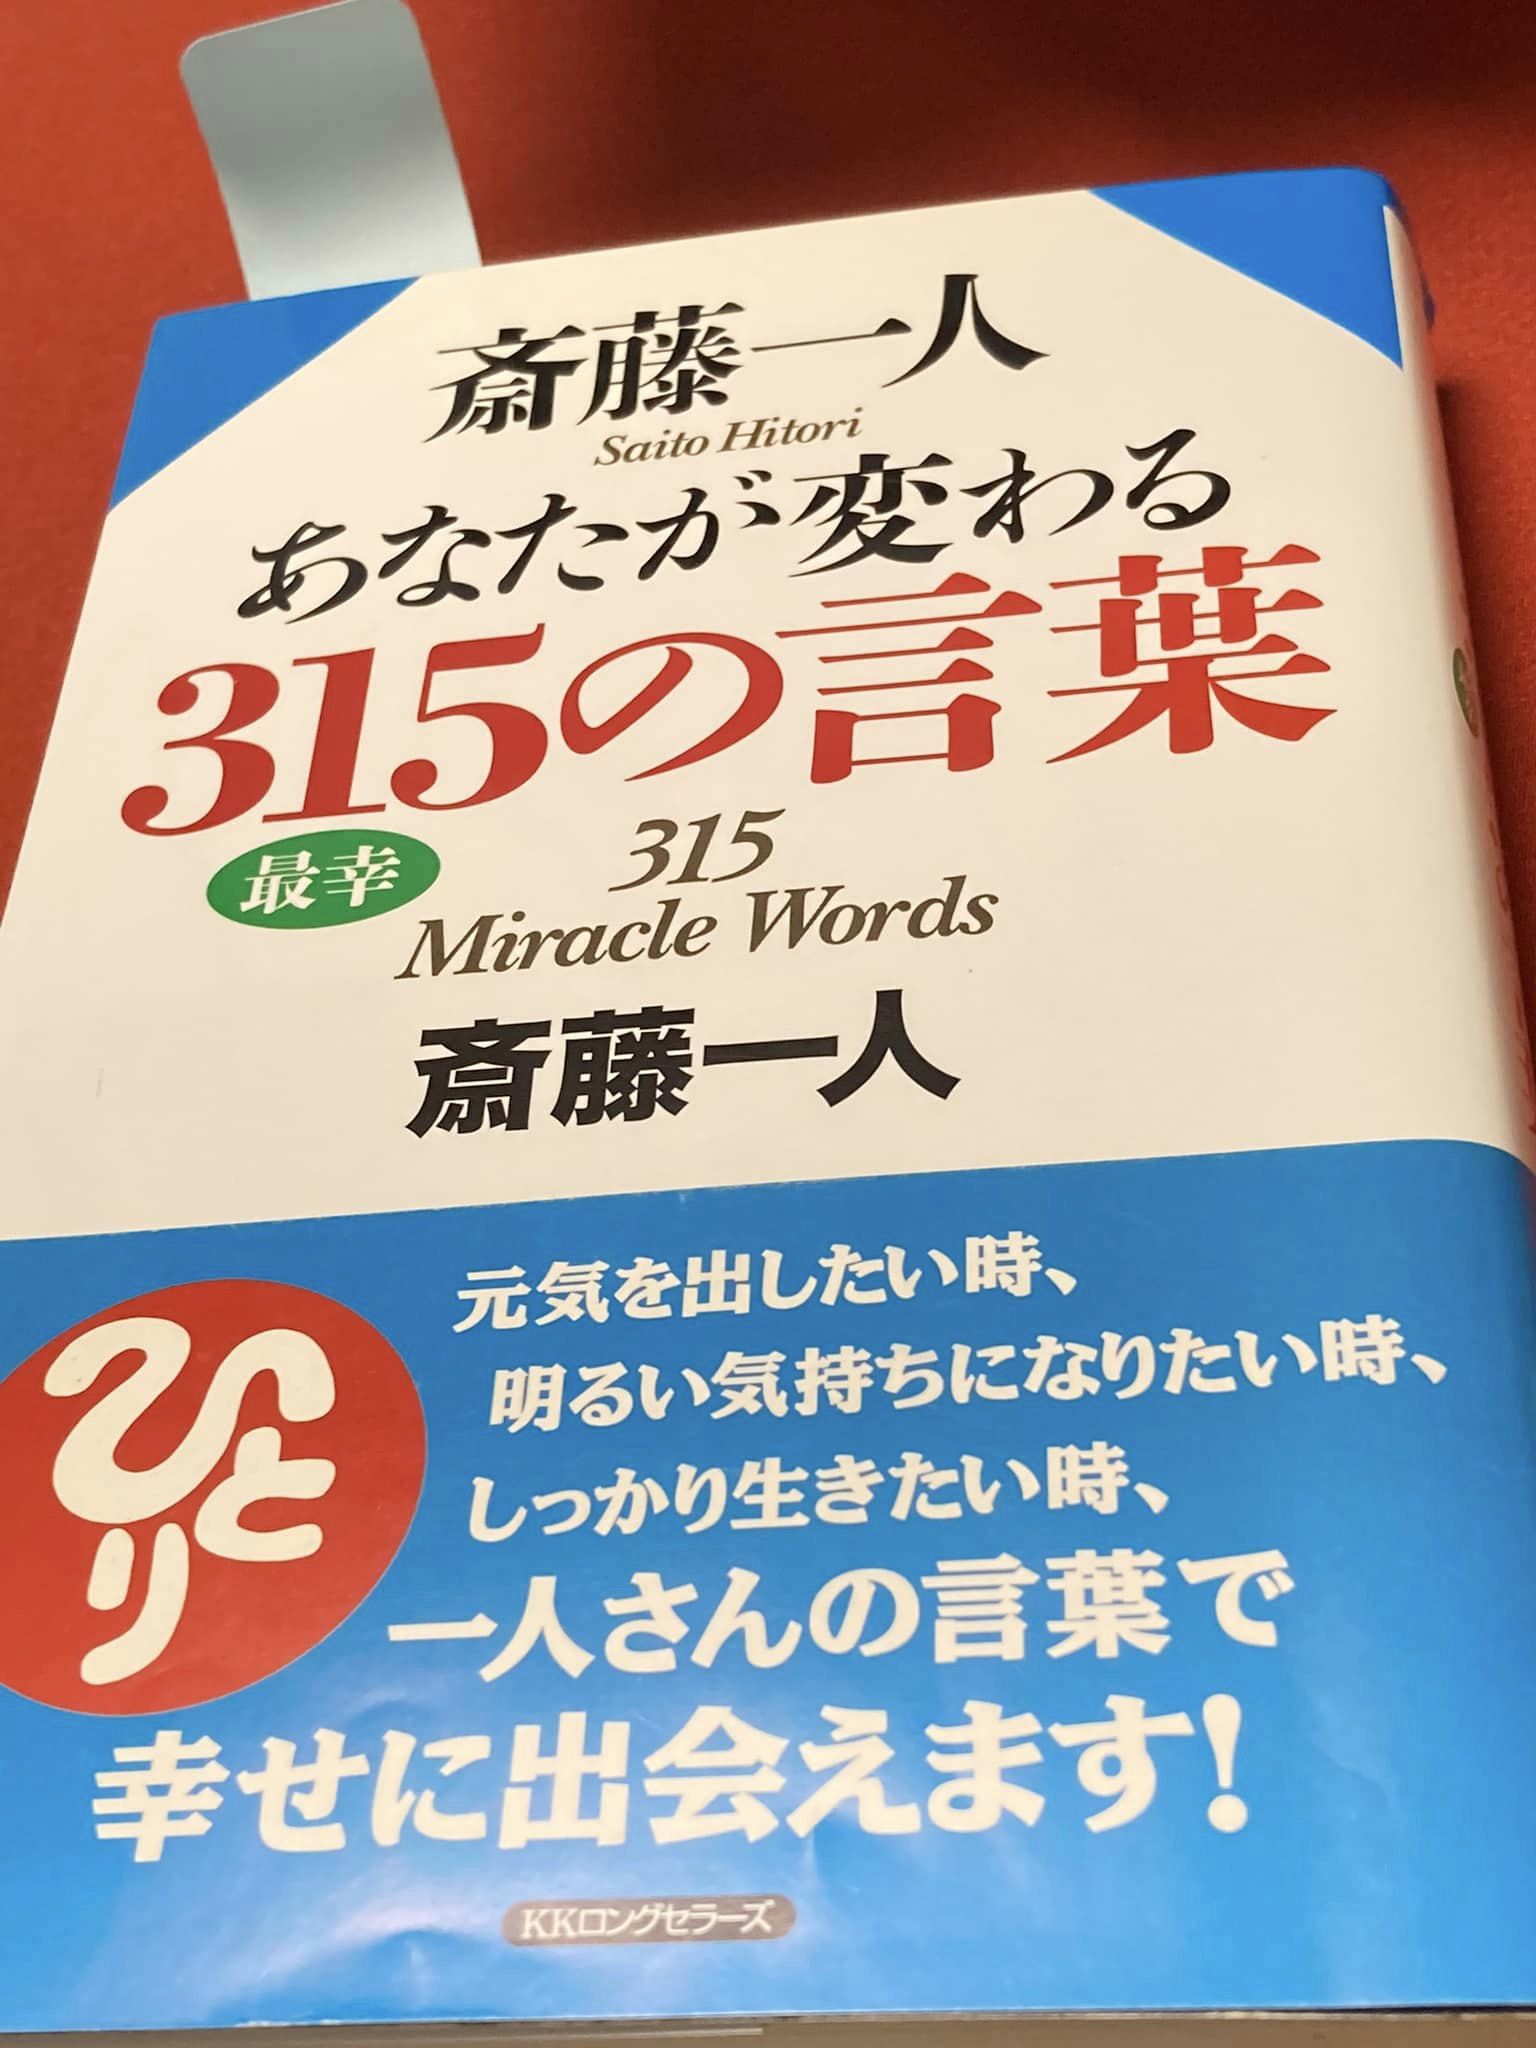 斎藤一人
Saito Hitori
あなたが変わる
315の言葉
最幸
315
Miracle Words
斎藤一人
ひとり
元気を出したい時、
明るい気持ちになりたい時、
しっかり生きたい時、
一人さんの言葉で
幸せに出会えます!
KKロングセラーズ